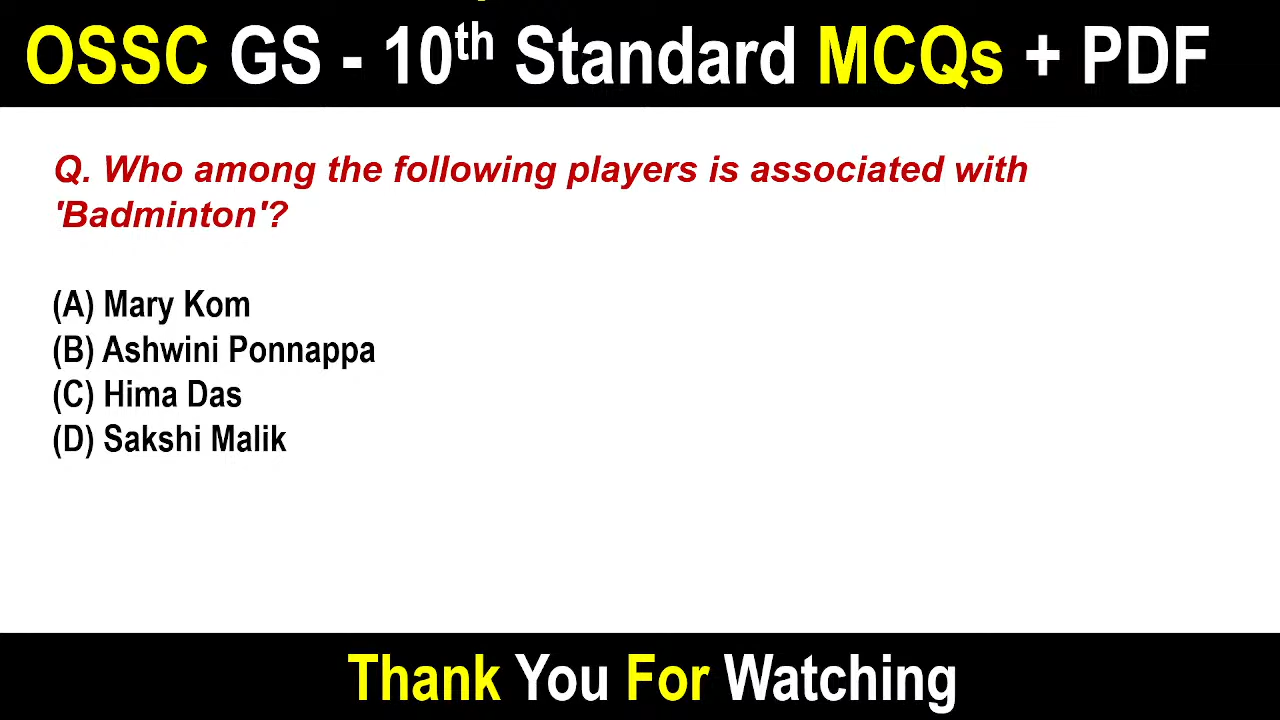 OSSC GS - 10th Standard MCQs + PDF
Q. Who among the following players is associated with
'Badminton'?
(A) Mary Kom
(B) Ashwini Ponnappa
(C) Hima Das
(D) Sakshi Malik
Thank You For Watching